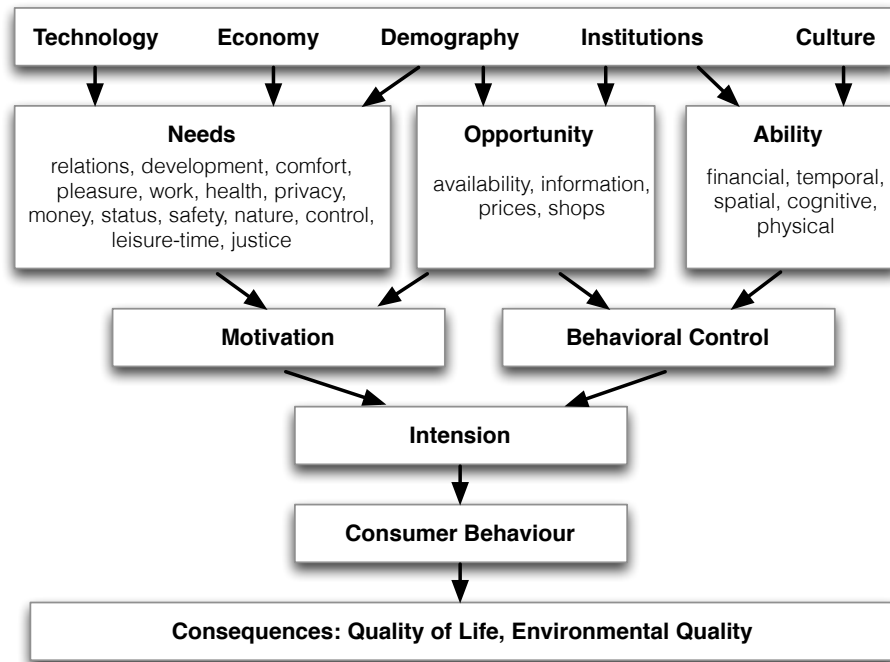 Technology Economy Demography Institutions Culture
Needs
relations, development, comfort,
pleasure, work, health, privacy,
money, status, safety, nature, control,
leisure-time, justice
Opportunity
availability, information,
prices, shops
Ability
financial, temporal,
spatial, cognitive,
physical
Motivation
Behavioral Control
Intension
Consumer Behaviour
Consequences: Quality of Life, Environmental Quality